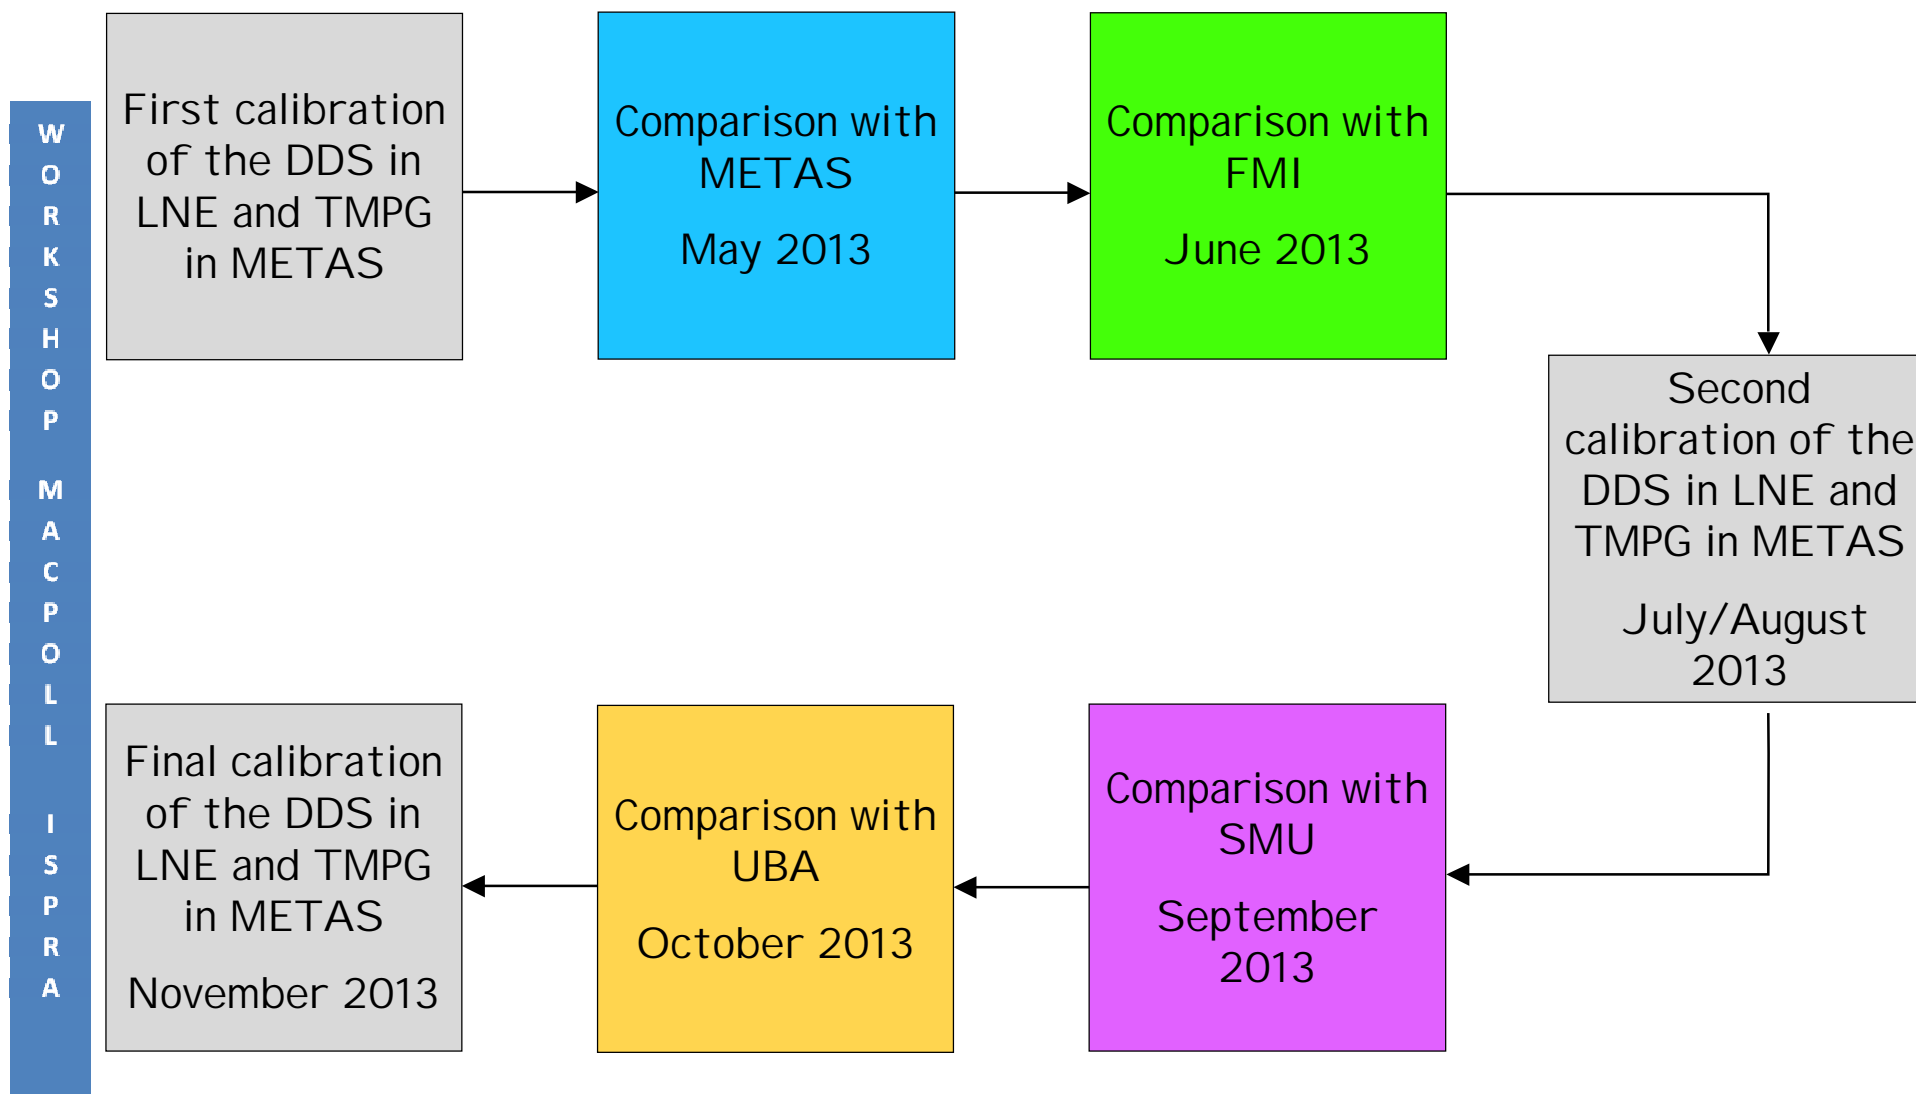 WORKSHOP MACPOLL ISPRA
First calibration
of the DDS in
LNE and TMPG
in METAS
Comparison with
METAS
May 2013
Comparison with
FMI
June 2013
Second
calibration of the
DDS in LNE and
TMPG in METAS
July/August
2013
Comparison with
SMU
September
2013
Comparison with
UBA
October 2013
Final calibration
of the DDS in
LNE and TMPG
in METAS
November 2013